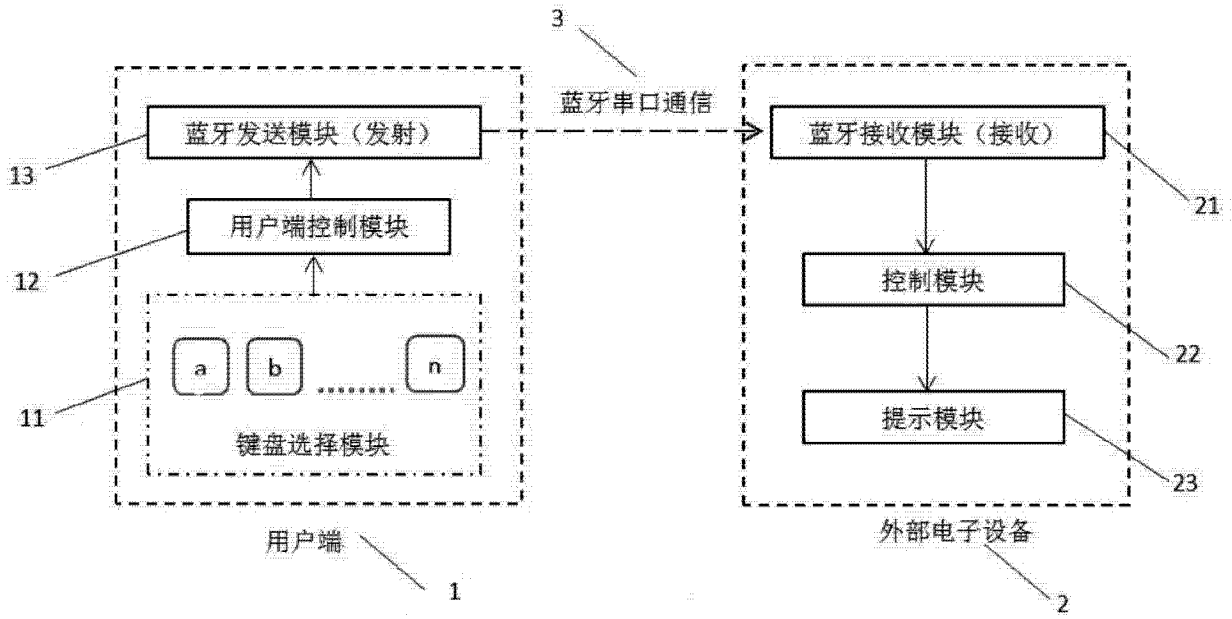 3
蓝牙串口通信
蓝牙发送模块（发射）
13
用户端控制模块
12
a b ........ n
11
键盘选择模块
用户端
1
蓝牙接收模块（接收）
21
控制模块
22
提示模块
23
外部电子设备
2